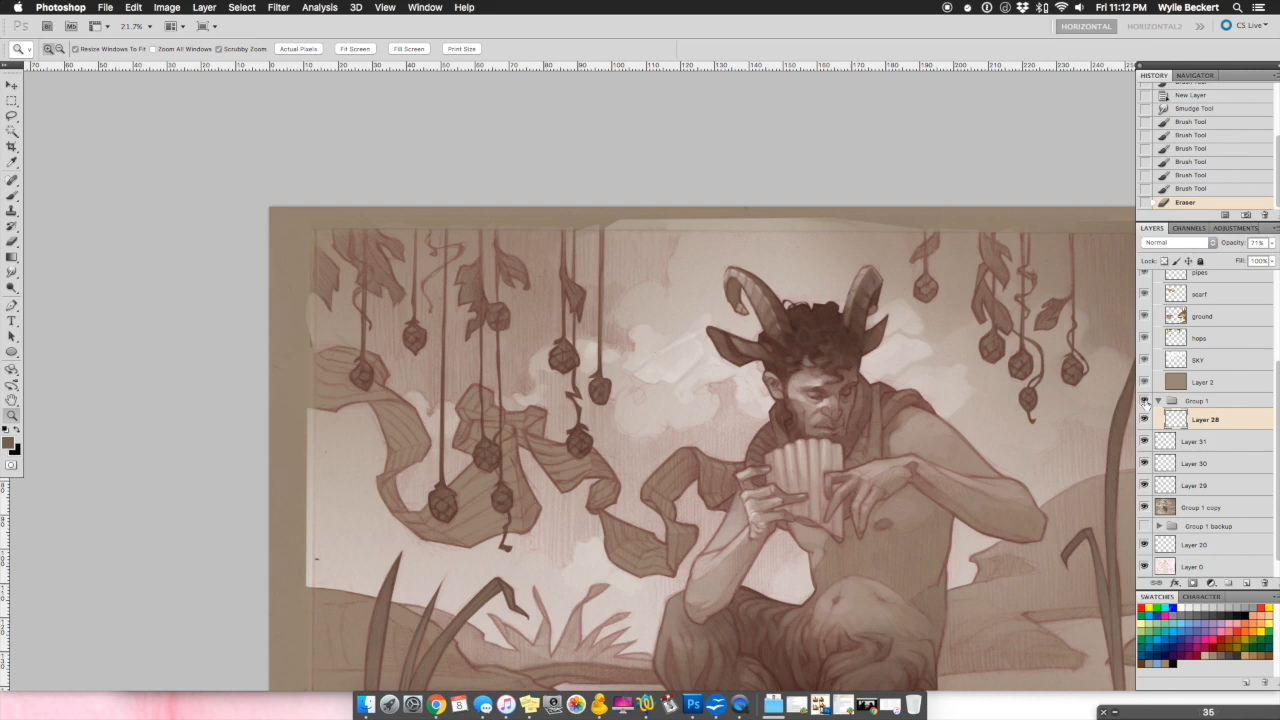 Photoshop File Edit Image Layer Select Filter Analysis 3D View Window Help Fri 11:12 PM Wylie Beckert
Ps Br Mb 21.7% HORIZONTAL HORIZONTAL2 CS Live
Resize Windows To Fit Zoom All Windows Scrubby Zoom Actual Pixels Fit Screen Fill Screen Print Size
HISTORY NAVIGATOR
Brush Tool
New Layer
Smudge Tool
Brush Tool
Brush Tool
Brush Tool
Brush Tool
Brush Tool
Brush Tool
Eraser
LAYERS CHANNELS ADJUSTMENTS
Normal Opacity: 71%
Lock: Fill: 100%
pipes
scarf
ground
hops
SKY
Layer 2
Group 1
Layer 28
Layer 31
Layer 30
Layer 29
Group 1 copy
Group 1 backup
Layer 20
Layer 0
SWATCHES CHARACTER
35